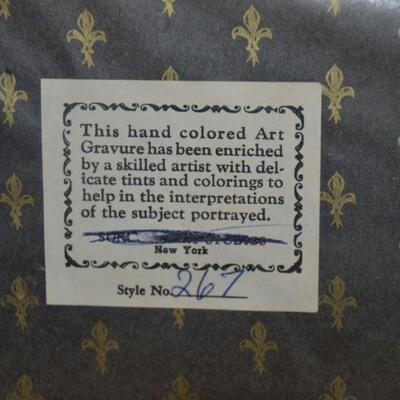 This hand colored Art
Gravure has been enriched
by a skilled artist with del-
icate tints and colorings to
help in the interpretations
of the subject portrayed.
New York
Style No. 267